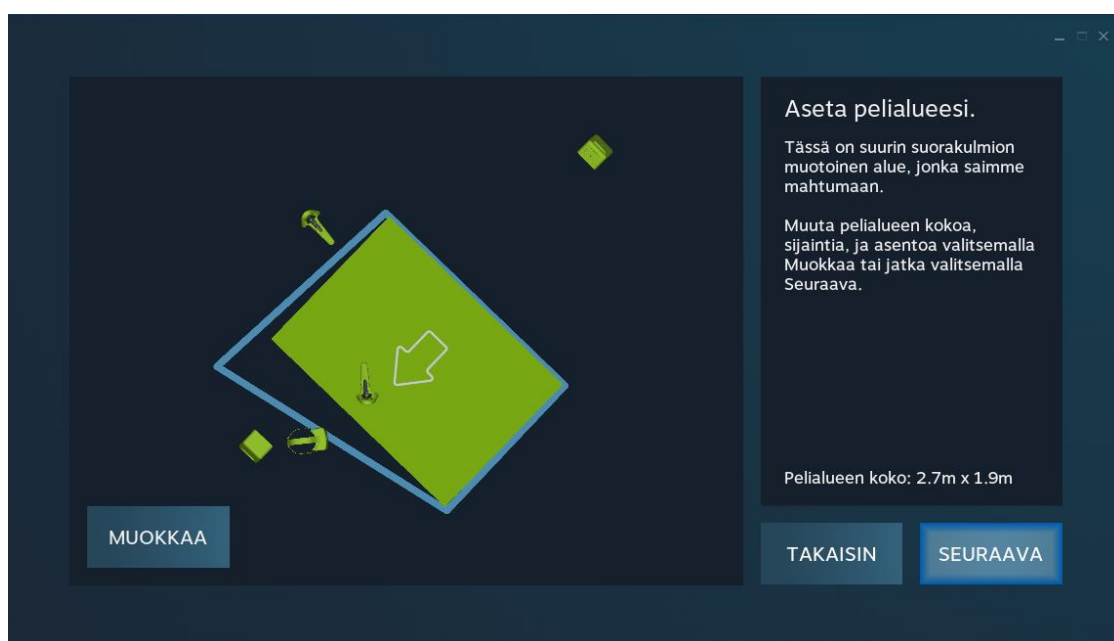 Aseta pelialueesi.
Tässä on suurin suorakulmion
muotoinen alue, jonka saimme
mahtumaan.
Muuta pelialueen kokoa,
sijaintia, ja asentoa valitsemalla
Muokkaa tai jatka valitsemalla
Seuraava.
Pelialueen koko: 2.7m x 1.9m
MUOKKAA
TAKAISIN
SEURAAVA